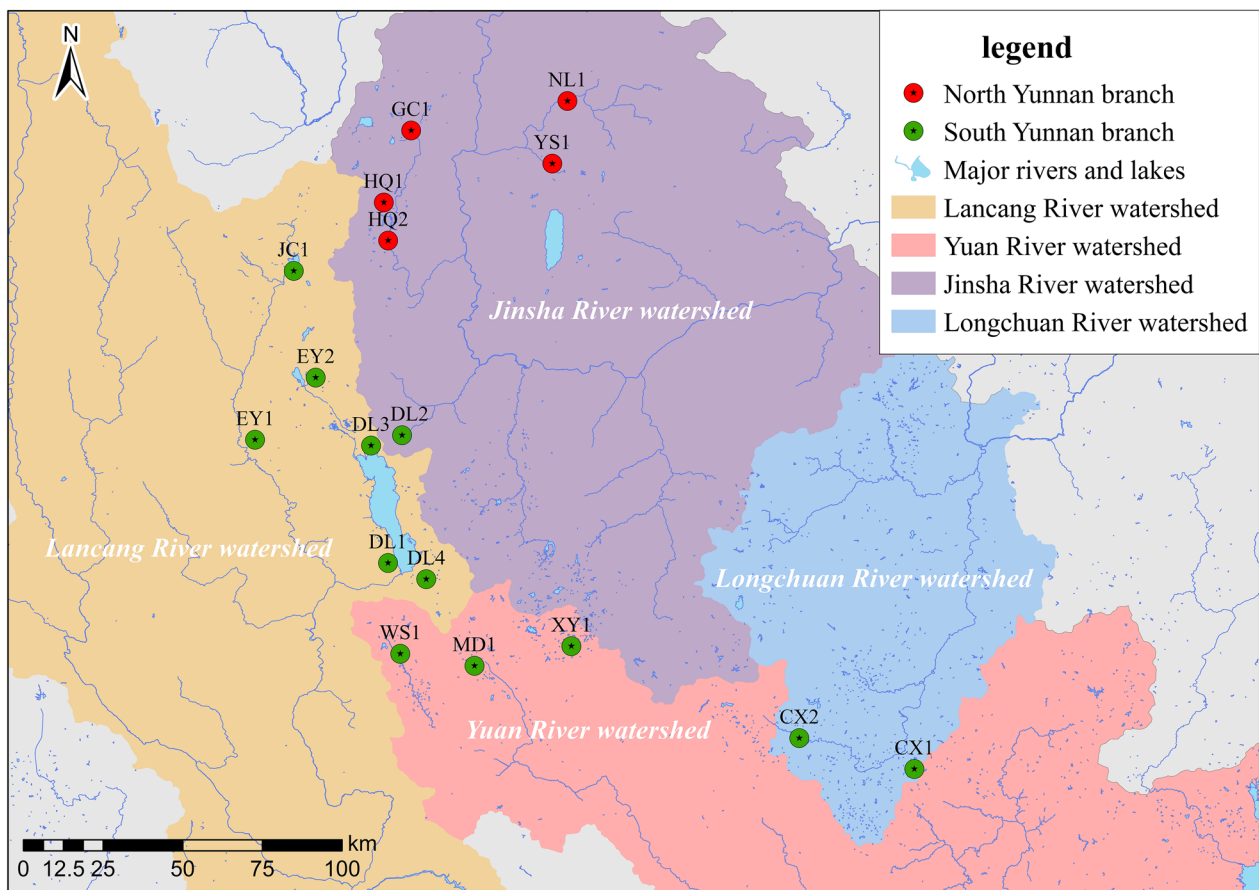 N
legend
North Yunnan branch
South Yunnan branch
Major rivers and lakes
Lancang River watershed
Yuan River watershed
Jinsha River watershed
Longchuan River watershed
NL1
GC1
YS1
HQ1
HQ2
JC1
Jinsha River watershed
EY2
DL2
DL3
EY1
Lancang River watershed
DL1
DL4
Longchuan River watershed
XY1
WS1
MD1
Yuan River watershed
CX2
CX1
km
0 12.5 25 50 75 100